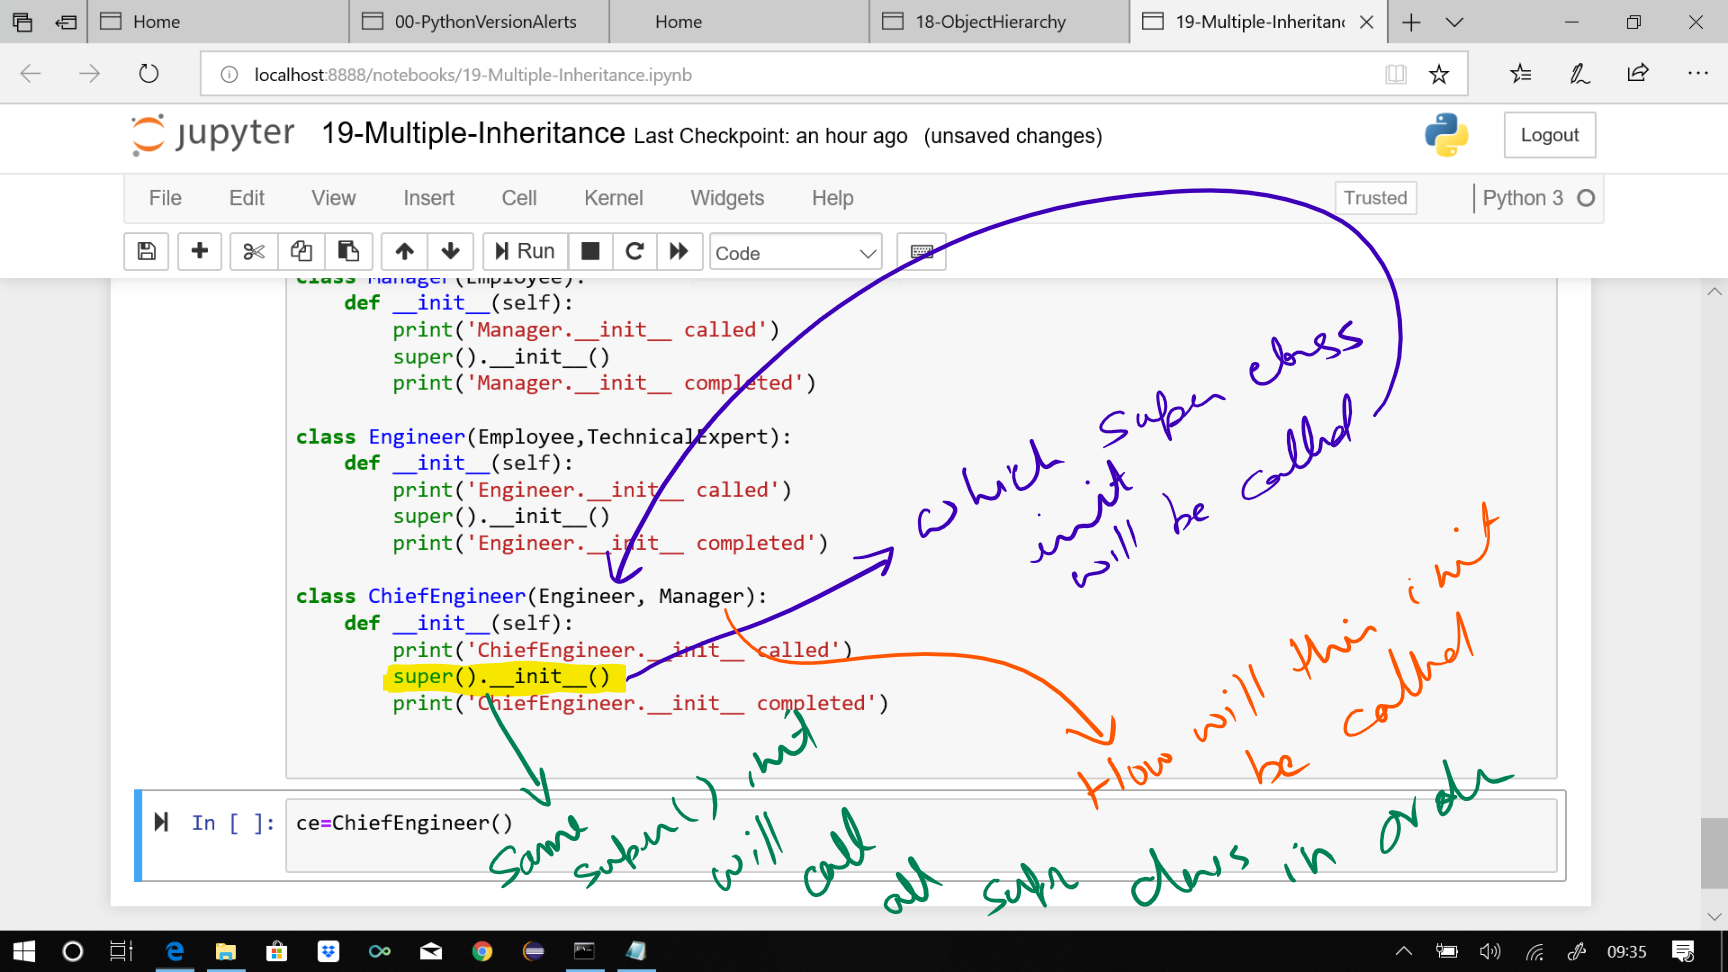 Home
00-PythonVersionAlerts
Home
18-ObjectHierarchy
19-Multiple-Inheritanc
localhost:8888/notebooks/19-Multiple-Inheritance.ipynb
jupyter 19-Multiple-Inheritance Last Checkpoint: an hour ago (unsaved changes)
Logout
File Edit View Insert Cell Kernel Widgets Help
Trusted
Python 3
Run
Code
class Manager(Employee):
    def __init__(self):
        print('Manager.__init__ called')
        super().__init__()
        print('Manager.__init__ completed')
class Engineer(Employee,TechnicalExpert):
    def __init__(self):
        print('Engineer.__init__ called')
        super().__init__()
        print('Engineer.__init__ completed')
class ChiefEngineer(Engineer, Manager):
    def __init__(self):
        print('ChiefEngineer.__init__ called')
        super().__init__()
        print('ChiefEngineer.__init__ completed')
which super class
init
will be called
How will this init
be called
Same super() init
will call
all supr class in order
In [ ]: ce=ChiefEngineer()
09:35